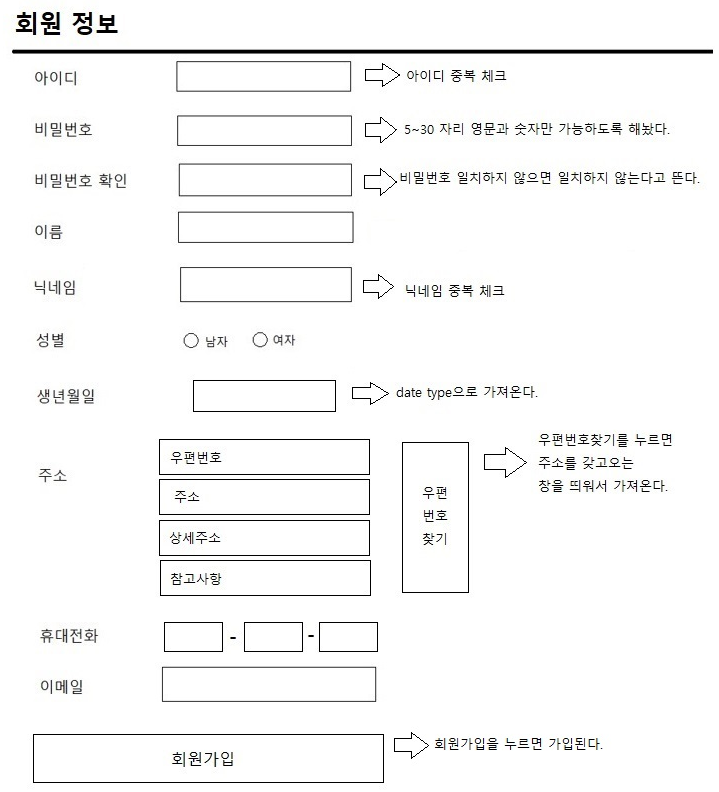 회원 정보
아이디
아이디 중복 체크
비밀번호
5~30 자리 영문과 숫자만 가능하도록 해놨다.
비밀번호 확인
비밀번호 일치하지 않으면 일치하지 않는다고 뜬다.
이름
닉네임
닉네임 중복 체크
성별
남자
여자
생년월일
date type으로 가져온다.
주소
우편번호
주소
상세주소
참고사항
우편
번호
찾기
우편번호찾기를 누르면
주소를 갖고오는
창을 띄워서 가져온다.
휴대전화
- -
이메일
회원가입
회원가입을 누르면 가입된다.